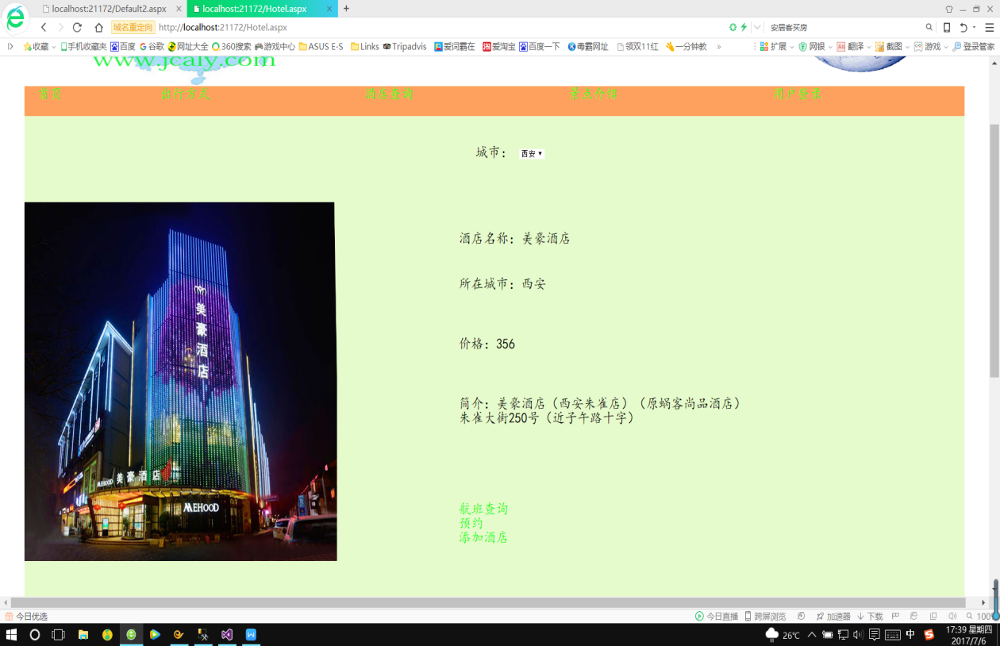 localhost:21172/Default2.aspx
localhost:21172/Hotel.aspx
域名重定向 http://localhost:21172/Hotel.aspx
安居客买房
收藏 手机收藏夹 百度 谷歌 网址大全 360搜索 游戏中心 ASUS E-S Links Tripadvis 爱词霸在 爱淘宝 百度一下 毒霸网址 领双11红 一分钟教 » 扩展 网银 翻译 截图 游戏 登录管家
www.jcaly.com
首页 出行方式 酒店查询 景点介绍 用户登录
城市： 西安
美豪酒店
美豪酒店
MEHOOD
MEHOOD
酒店名称：美豪酒店
所在城市：西安
价格：356
简介：美豪酒店（西安朱雀店）（原蜗客尚品酒店）
朱雀大街250号（近子午路十字）
航班查询
预约
添加酒店
今日优选
今日直播 跨屏浏览 加速器 下载 100%
26°C 中 17:39 星期四
2017/7/6